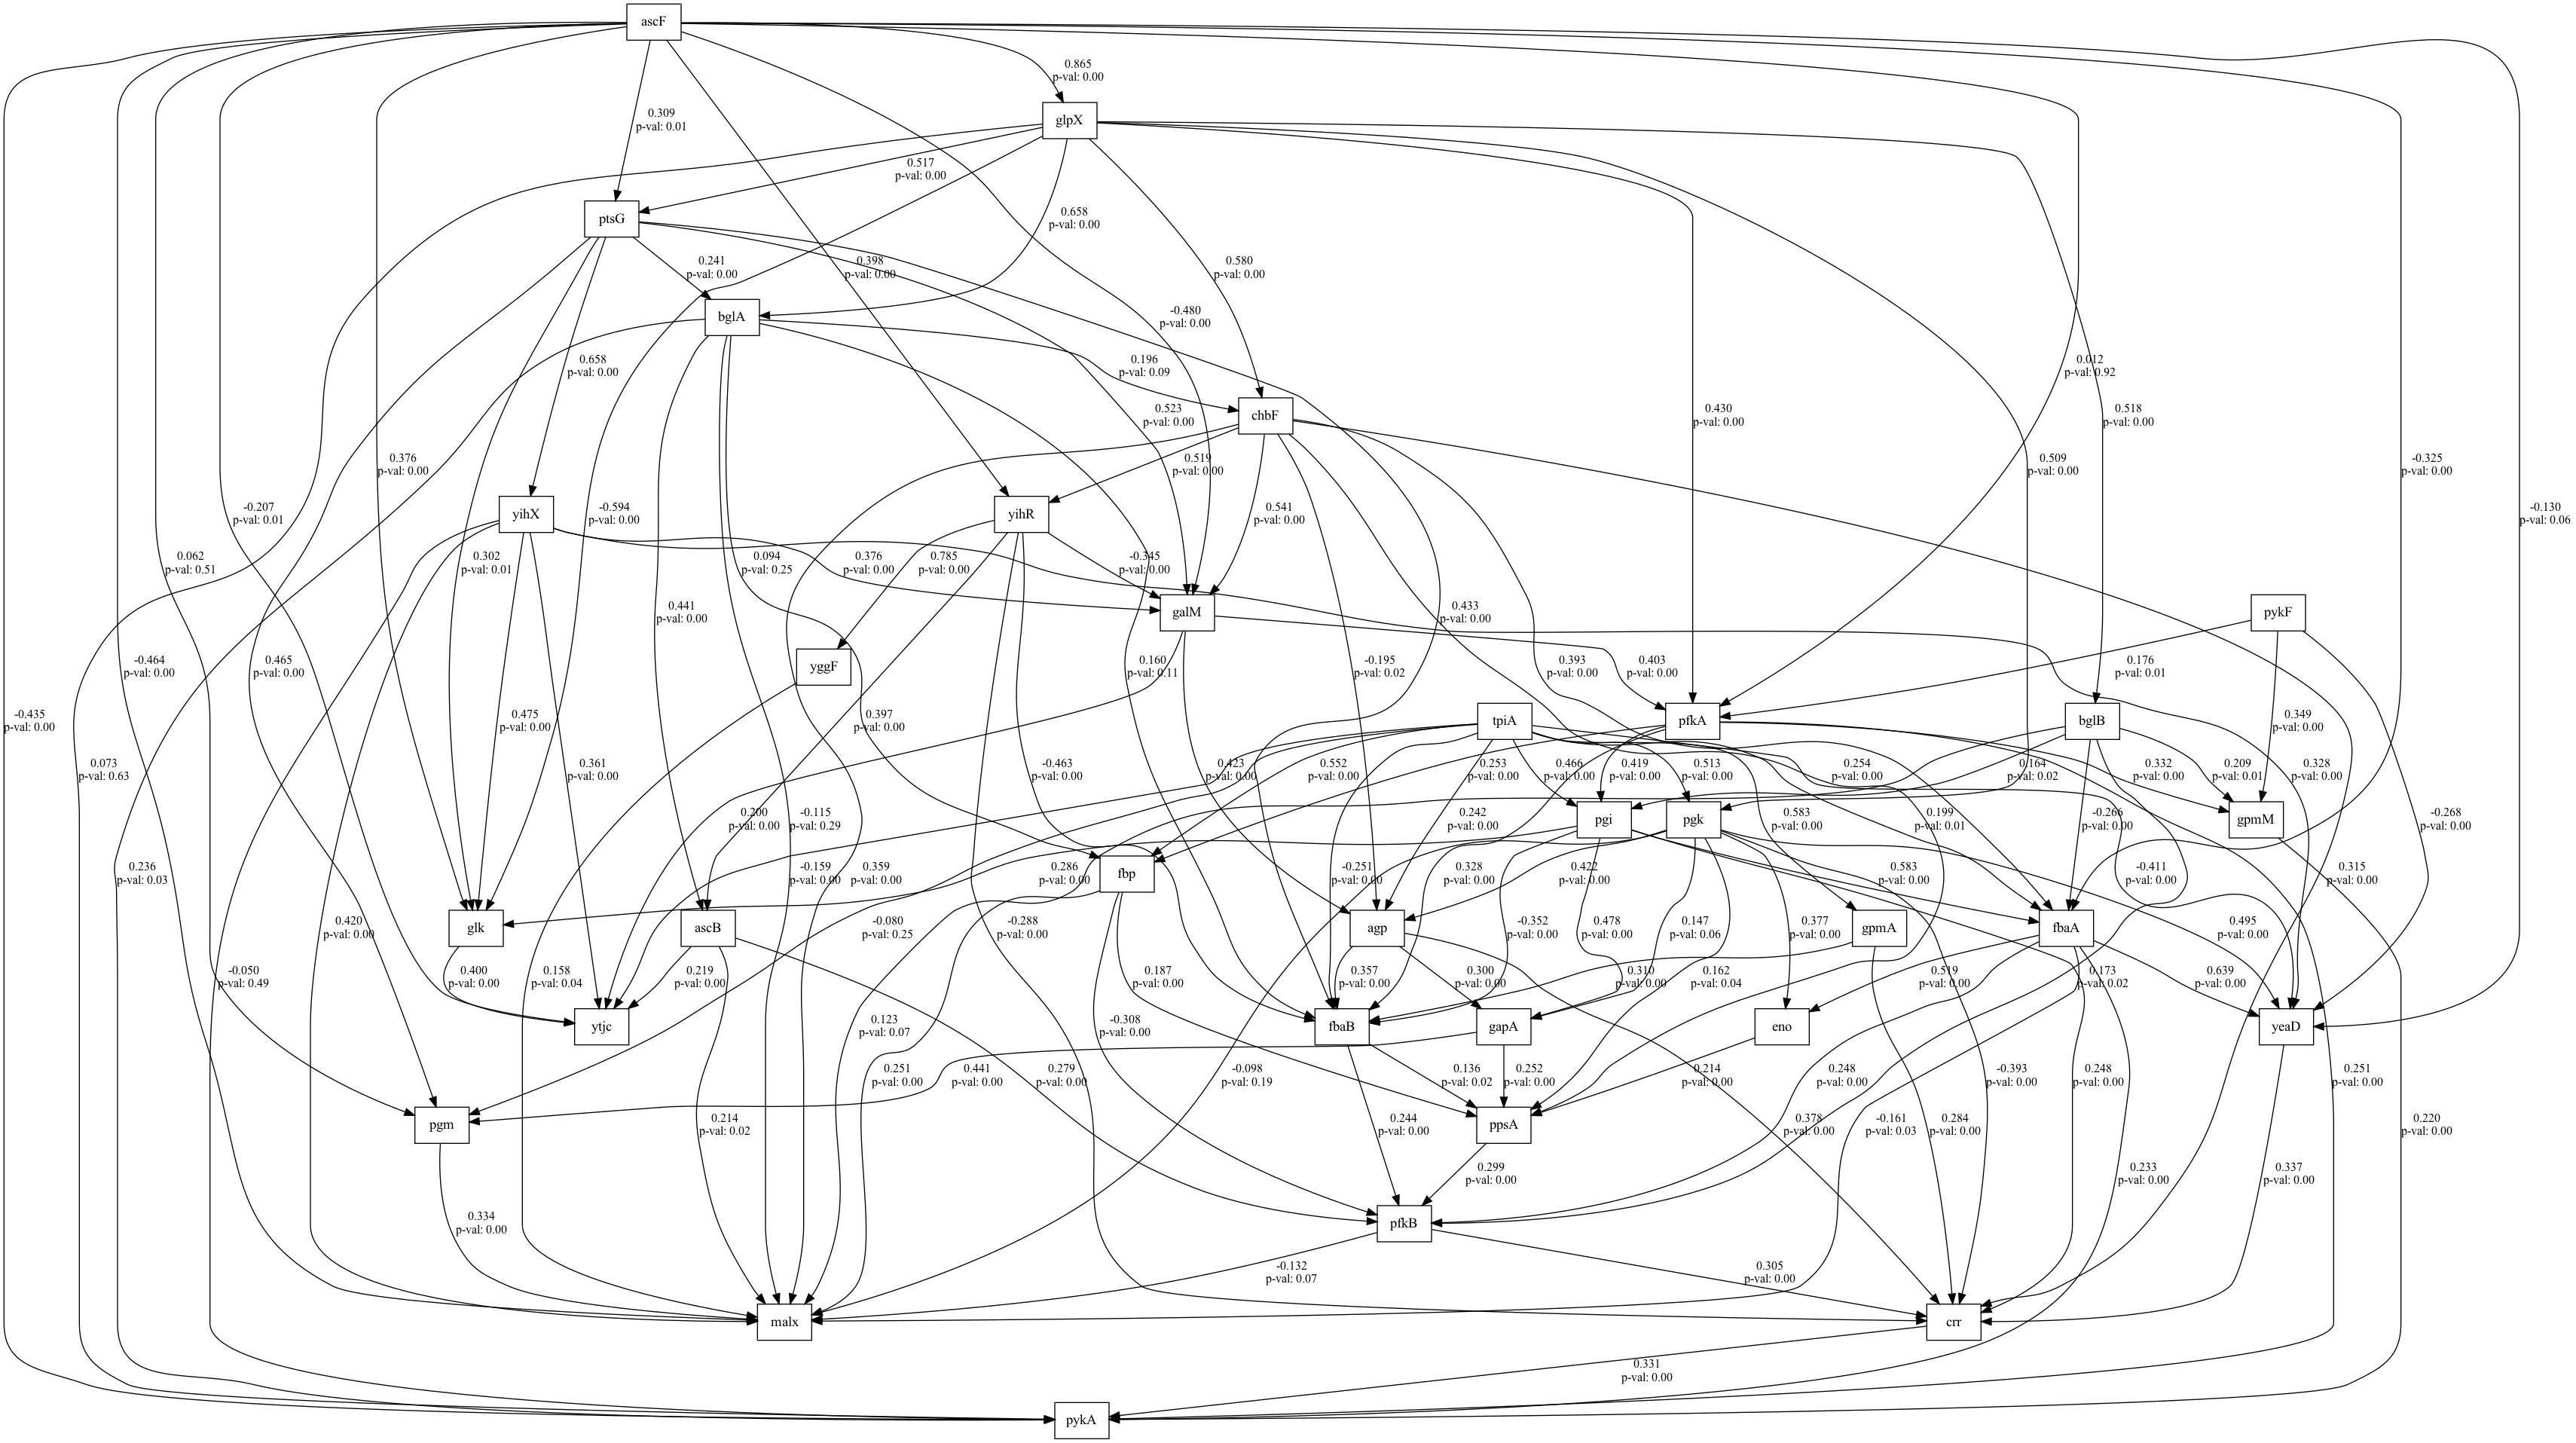 ascF
0.865
p-val: 0.00
glpX
0.309
p-val: 0.01
0.517
p-val: 0.00
ptsG
0.658
p-val: 0.00
0.241
p-val: 0.00
0.398
p-val: 0.00
0.580
p-val: 0.00
bglA
-0.480
p-val: 0.00
0.658
p-val: 0.00
0.196
p-val: 0.09
0.012
p-val: 0.92
chbF
0.523
p-val: 0.00
0.430
p-val: 0.00
0.518
p-val: 0.00
0.376
p-val: 0.00
0.519
p-val: 0.00
0.509
p-val: 0.00
-0.325
p-val: 0.00
-0.207
p-val: 0.01
yihX
-0.594
p-val: 0.00
yihR
0.541
p-val: 0.00
-0.130
p-val: 0.06
0.062
p-val: 0.51
0.302
p-val: 0.01
0.094
p-val: 0.25
0.376
p-val: 0.00
0.785
p-val: 0.00
-0.345
p-val: 0.00
0.441
p-val: 0.00
galM
0.433
p-val: 0.00
pykF
-0.464
p-val: 0.00
0.465
p-val: 0.00
yggF
0.160
p-val: 0.11
-0.195
p-val: 0.02
0.393
p-val: 0.00
0.403
p-val: 0.00
0.176
p-val: 0.01
-0.435
p-val: 0.00
0.475
p-val: 0.00
0.397
p-val: 0.00
tpiA
pfkA
bglB
0.349
p-val: 0.00
0.073
p-val: 0.63
0.361
p-val: 0.00
-0.463
p-val: 0.00
0.423
p-val: 0.00
0.552
p-val: 0.00
0.253
p-val: 0.00
0.466
p-val: 0.00
0.419
p-val: 0.00
0.513
p-val: 0.00
0.254
p-val: 0.00
0.164
p-val: 0.02
0.332
p-val: 0.00
0.209
p-val: 0.01
0.328
p-val: 0.00
0.200
p-val: 0.00
-0.115
p-val: 0.29
0.242
p-val: 0.00
pgi
pgk
0.583
p-val: 0.00
0.199
p-val: 0.01
-0.266
p-val: 0.00
gpmM
-0.268
p-val: 0.00
0.236
p-val: 0.03
-0.159
p-val: 0.00
0.359
p-val: 0.00
0.286
p-val: 0.00
fbp
-0.251
p-val: 0.00
0.328
p-val: 0.00
0.422
p-val: 0.00
0.583
p-val: 0.00
-0.411
p-val: 0.00
0.315
p-val: 0.00
0.420
p-val: 0.00
glk
ascB
-0.080
p-val: 0.25
-0.288
p-val: 0.00
agp
-0.352
p-val: 0.00
0.478
p-val: 0.00
0.147
p-val: 0.06
0.377
p-val: 0.00
gpmA
fbaA
0.495
p-val: 0.00
-0.050
p-val: 0.49
0.400
p-val: 0.00
0.158
p-val: 0.04
0.219
p-val: 0.00
0.187
p-val: 0.00
0.357
p-val: 0.00
0.300
p-val: 0.00
0.310
p-val: 0.00
0.162
p-val: 0.04
0.519
p-val: 0.00
0.173
p-val: 0.02
0.639
p-val: 0.00
ytjc
0.123
p-val: 0.07
-0.308
p-val: 0.00
fbaB
gapA
eno
yeaD
0.251
p-val: 0.00
0.441
p-val: 0.00
0.279
p-val: 0.00
-0.098
p-val: 0.19
0.136
p-val: 0.02
0.252
p-val: 0.00
0.214
p-val: 0.00
0.248
p-val: 0.00
-0.393
p-val: 0.00
0.248
p-val: 0.00
0.251
p-val: 0.00
pgm
0.214
p-val: 0.02
0.244
p-val: 0.00
ppsA
0.378
p-val: 0.00
-0.161
p-val: 0.03
0.284
p-val: 0.00
0.220
p-val: 0.00
0.299
p-val: 0.00
0.233
p-val: 0.00
0.337
p-val: 0.00
0.334
p-val: 0.00
pfkB
-0.132
p-val: 0.07
0.305
p-val: 0.00
malx
crr
0.331
p-val: 0.00
pykA